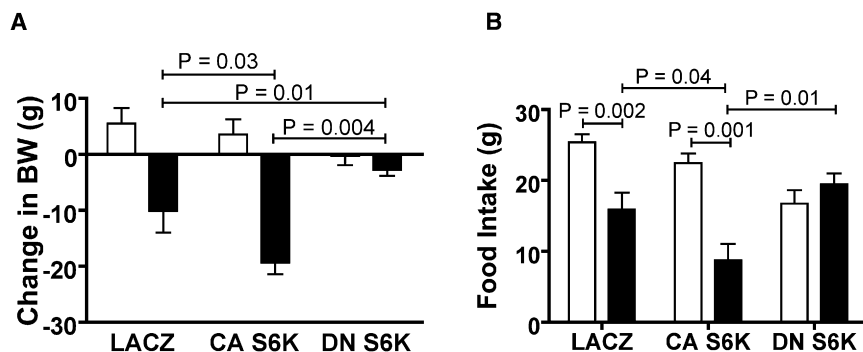 A
P = 0.03
P = 0.01
P = 0.004
Change in BW (g)
10
0
-10
-20
-30
LACZ
CA S6K
DN S6K
B
P = 0.04
P = 0.002
P = 0.01
P = 0.001
Food Intake (g)
30
20
10
0
LACZ
CA S6K
DN S6K